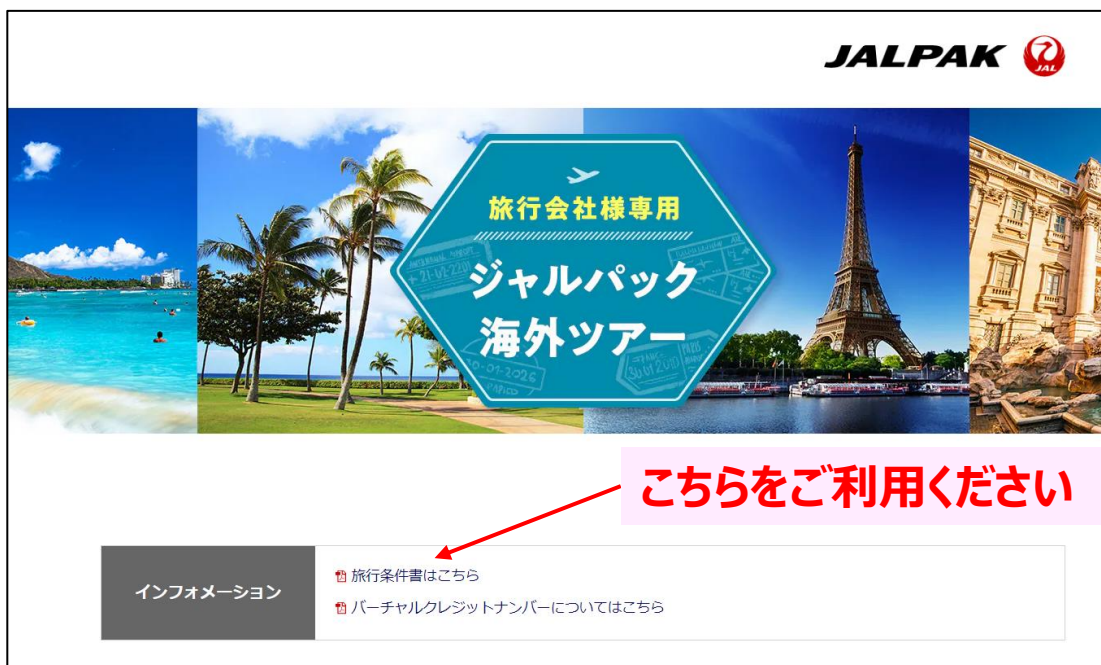 JALPAK
JAL
旅行会社様専用
ジャルパック
海外ツアー
こちらをご利用ください
インフォメーション
旅行条件書はこちら
バーチャルクレジットナンバーについてはこちら